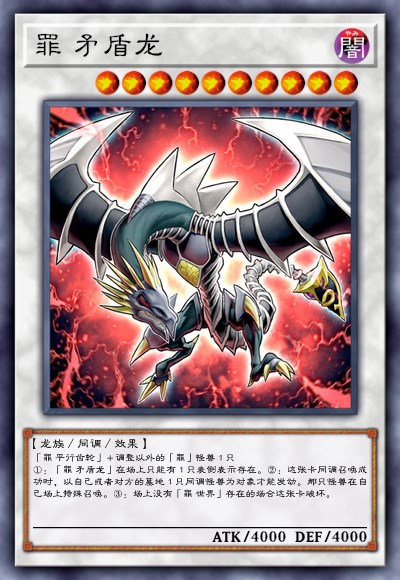 罪 矛盾龙
やみ
闇
【龙族／同调／效果】
「罪 平行齿轮」＋调整以外的「罪」怪兽1只
①：「罪 矛盾龙」在场上只能有1只表侧表示存在。②：这张卡同调召唤成
功时，以自己或者对方的墓地1只同调怪兽为对象才能发动。那只怪兽在自
己场上特殊召唤。③：场上没有「罪 世界」存在的场合这张卡破坏。
ATK/4000 DEF/4000